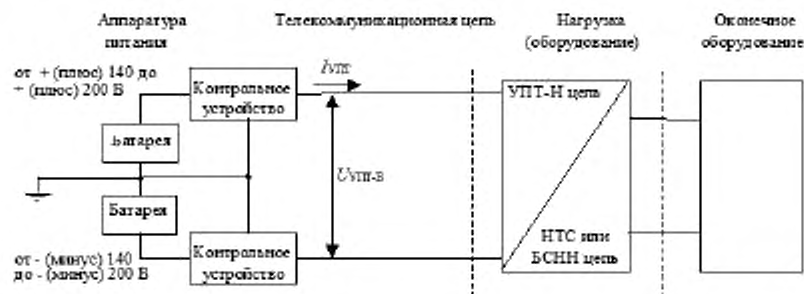 Аппаратура
питания
Телекоммуникационная цепь
Нагрузка
(оборудование)
Оконечное
оборудование
от + (плюс) 140 до
+ (плюс) 200 В
Контрольное
устройство
Iупт
УПТ-Н цепь
Батарея
Uупт-В
Батарея
НТС или
БСНН цепь
от - (минус) 140
до - (минус) 200 В
Контрольное
устройство